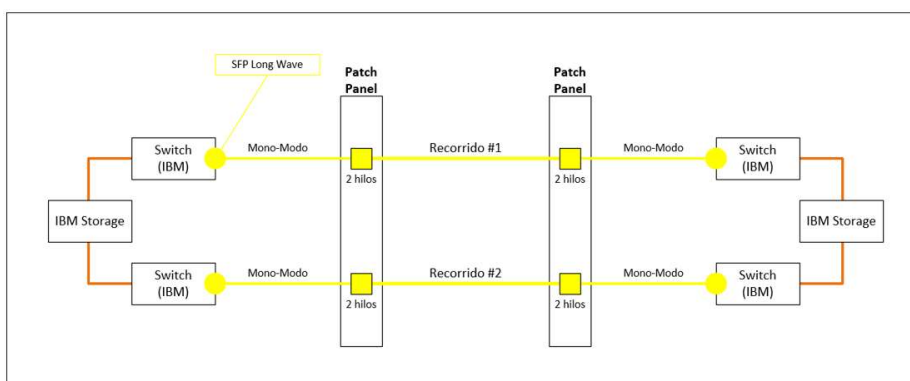 SFP Long Wave
Patch
Panel
Patch
Panel
Switch
(IBM)
Mono-Modo
Recorrido #1
Mono-Modo
Switch
(IBM)
2 hilos
2 hilos
IBM Storage
IBM Storage
Switch
(IBM)
Mono-Modo
Recorrido #2
Mono-Modo
Switch
(IBM)
2 hilos
2 hilos